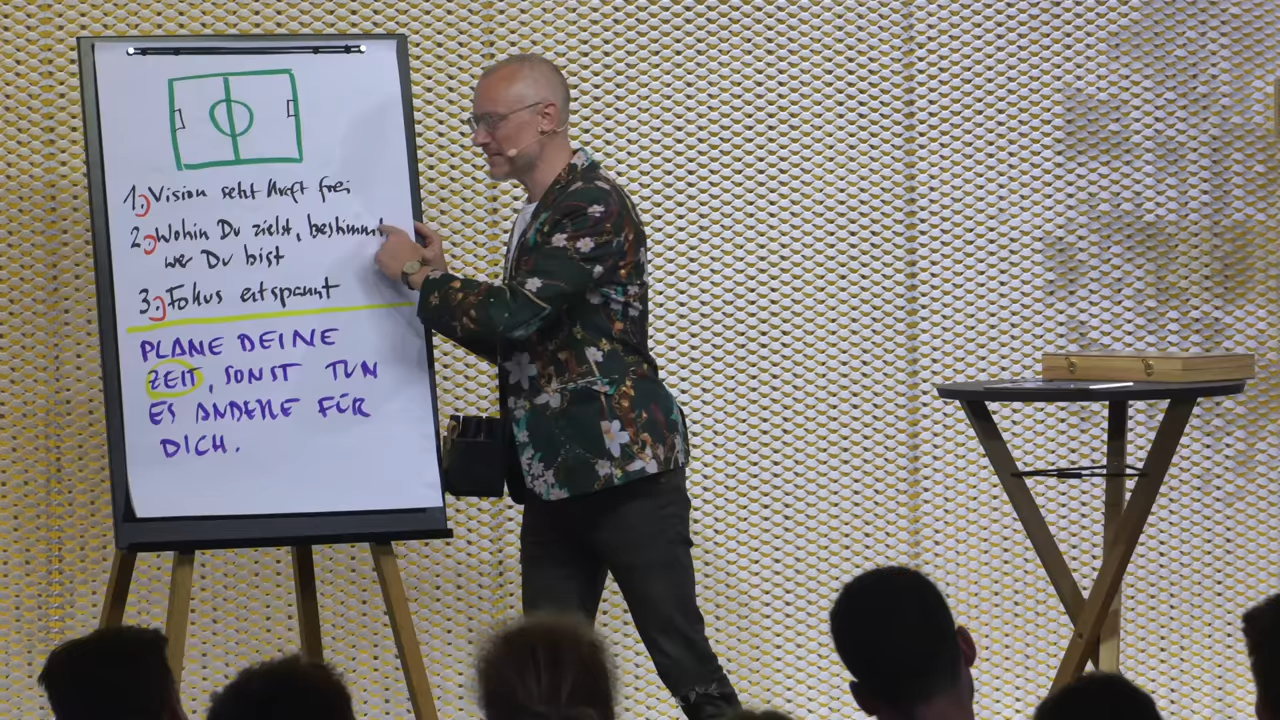 1.) Vision setzt Kraft frei
2.) Wohin Du zielst, bestimmt
wer Du bist
3.) Fokus entspannt
PLANE DEINE
ZEIT, SONST TUN
ES ANDERE FÜR
DICH.